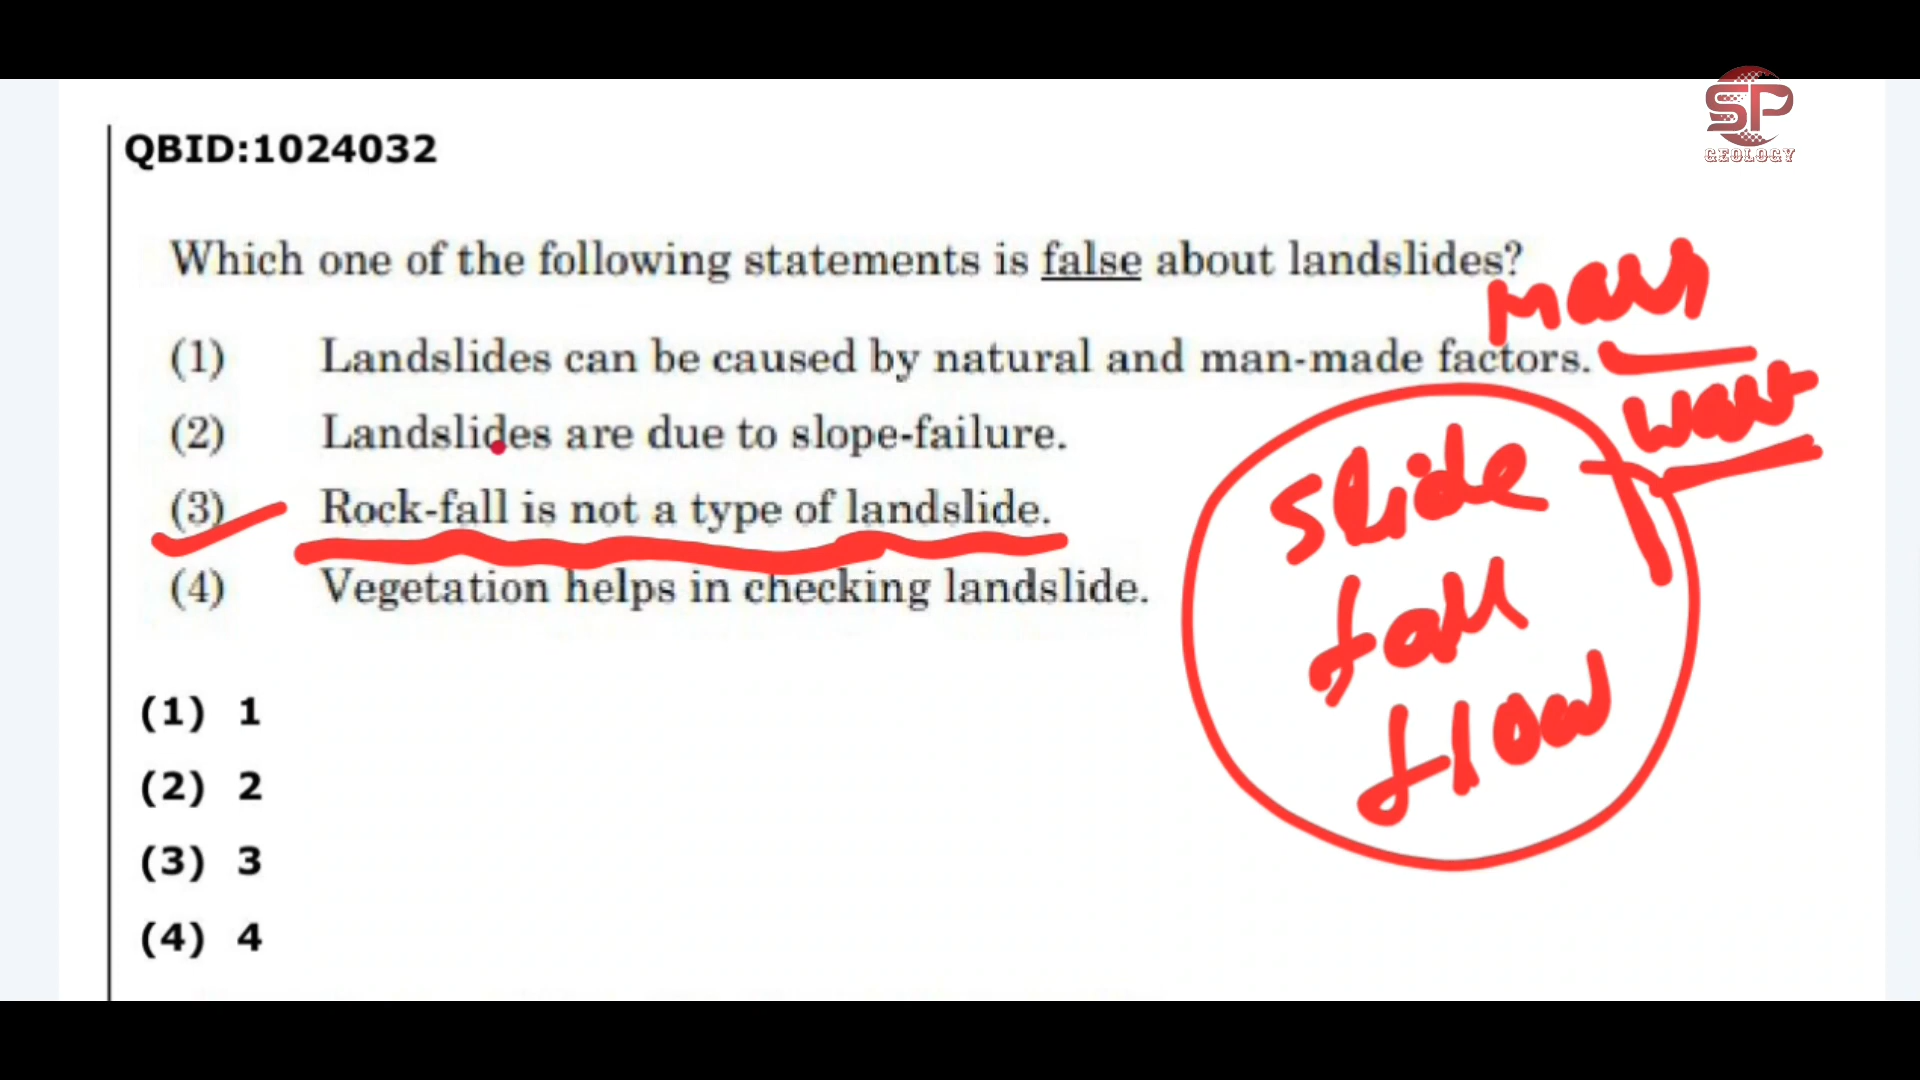 SP
GEOLOGY
QBID:1024032
Which one of the following statements is false about landslides?
(1) Landslides can be caused by natural and man-made factors.
(2) Landslides are due to slope-failure.
(3) Rock-fall is not a type of landslide.
(4) Vegetation helps in checking landslide.
Mass
slide
fall
flow
(1) 1
(2) 2
(3) 3
(4) 4